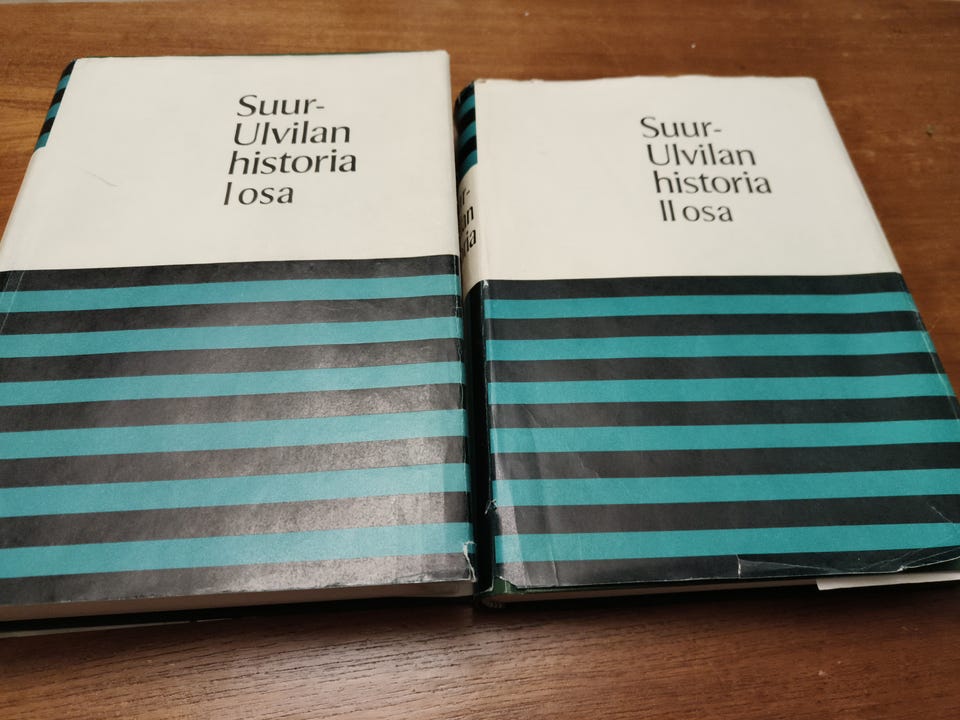 Suur-
Ulvilan
historia
I osa
Suur-
Ulvilan
historia
II osa